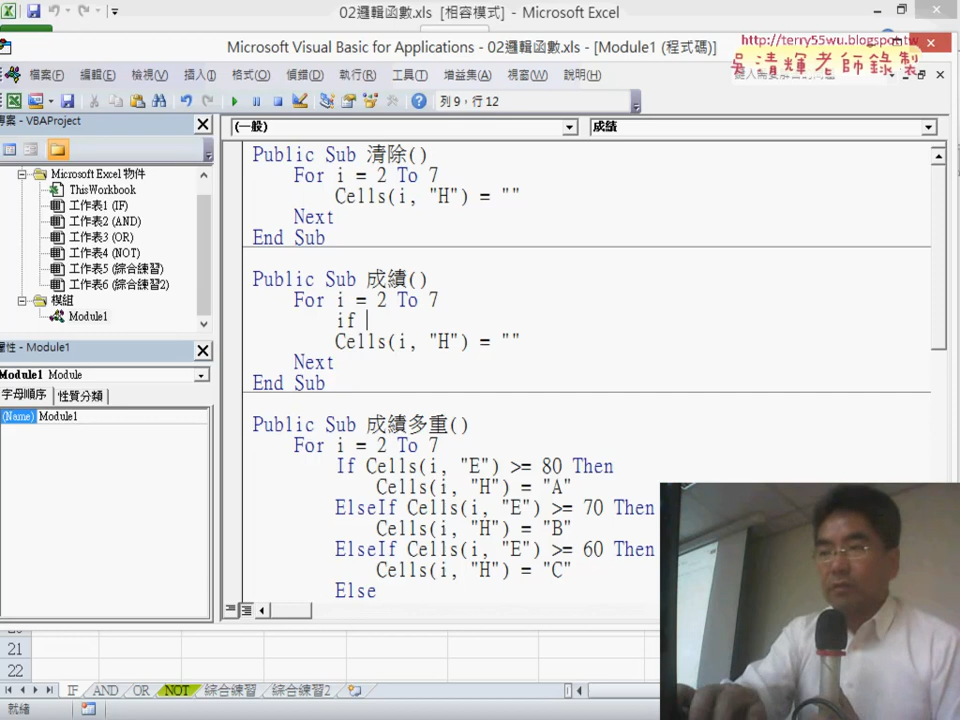 02邏輯函數.xls [相容模式] - Microsoft Excel
http://terry55wu.blogspot.tw
Microsoft Visual Basic for Applications - 02邏輯函數.xls - [Module1 (程式碼)]
吳清輝老師錄製
檔案(F) 編輯(E) 檢視(V) 插入(I) 格式(O) 偵錯(D) 執行(R) 工具(T) 增益集(A) 視窗(W) 說明(H)
列 9，行 12
專案 - VBAProject
(一般)
成績
Microsoft Excel 物件
ThisWorkbook
工作表1 (IF)
工作表2 (AND)
工作表3 (OR)
工作表4 (NOT)
工作表5 (綜合練習)
工作表6 (綜合練習2)
模組
Module1
屬性 - Module1
Module1 Module
字母順序 性質分類
(Name) Module1
Public Sub 清除()
For i = 2 To 7
Cells(i, "H") = ""
Next
End Sub
Public Sub 成績()
For i = 2 To 7
if
Cells(i, "H") = ""
Next
End Sub
Public Sub 成績多重()
For i = 2 To 7
If Cells(i, "E") >= 80 Then
Cells(i, "H") = "A"
ElseIf Cells(i, "E") >= 70 Then
Cells(i, "H") = "B"
ElseIf Cells(i, "E") >= 60 Then
Cells(i, "H") = "C"
Else
21
22
IF AND OR NOT 綜合練習 綜合練習2
就緒